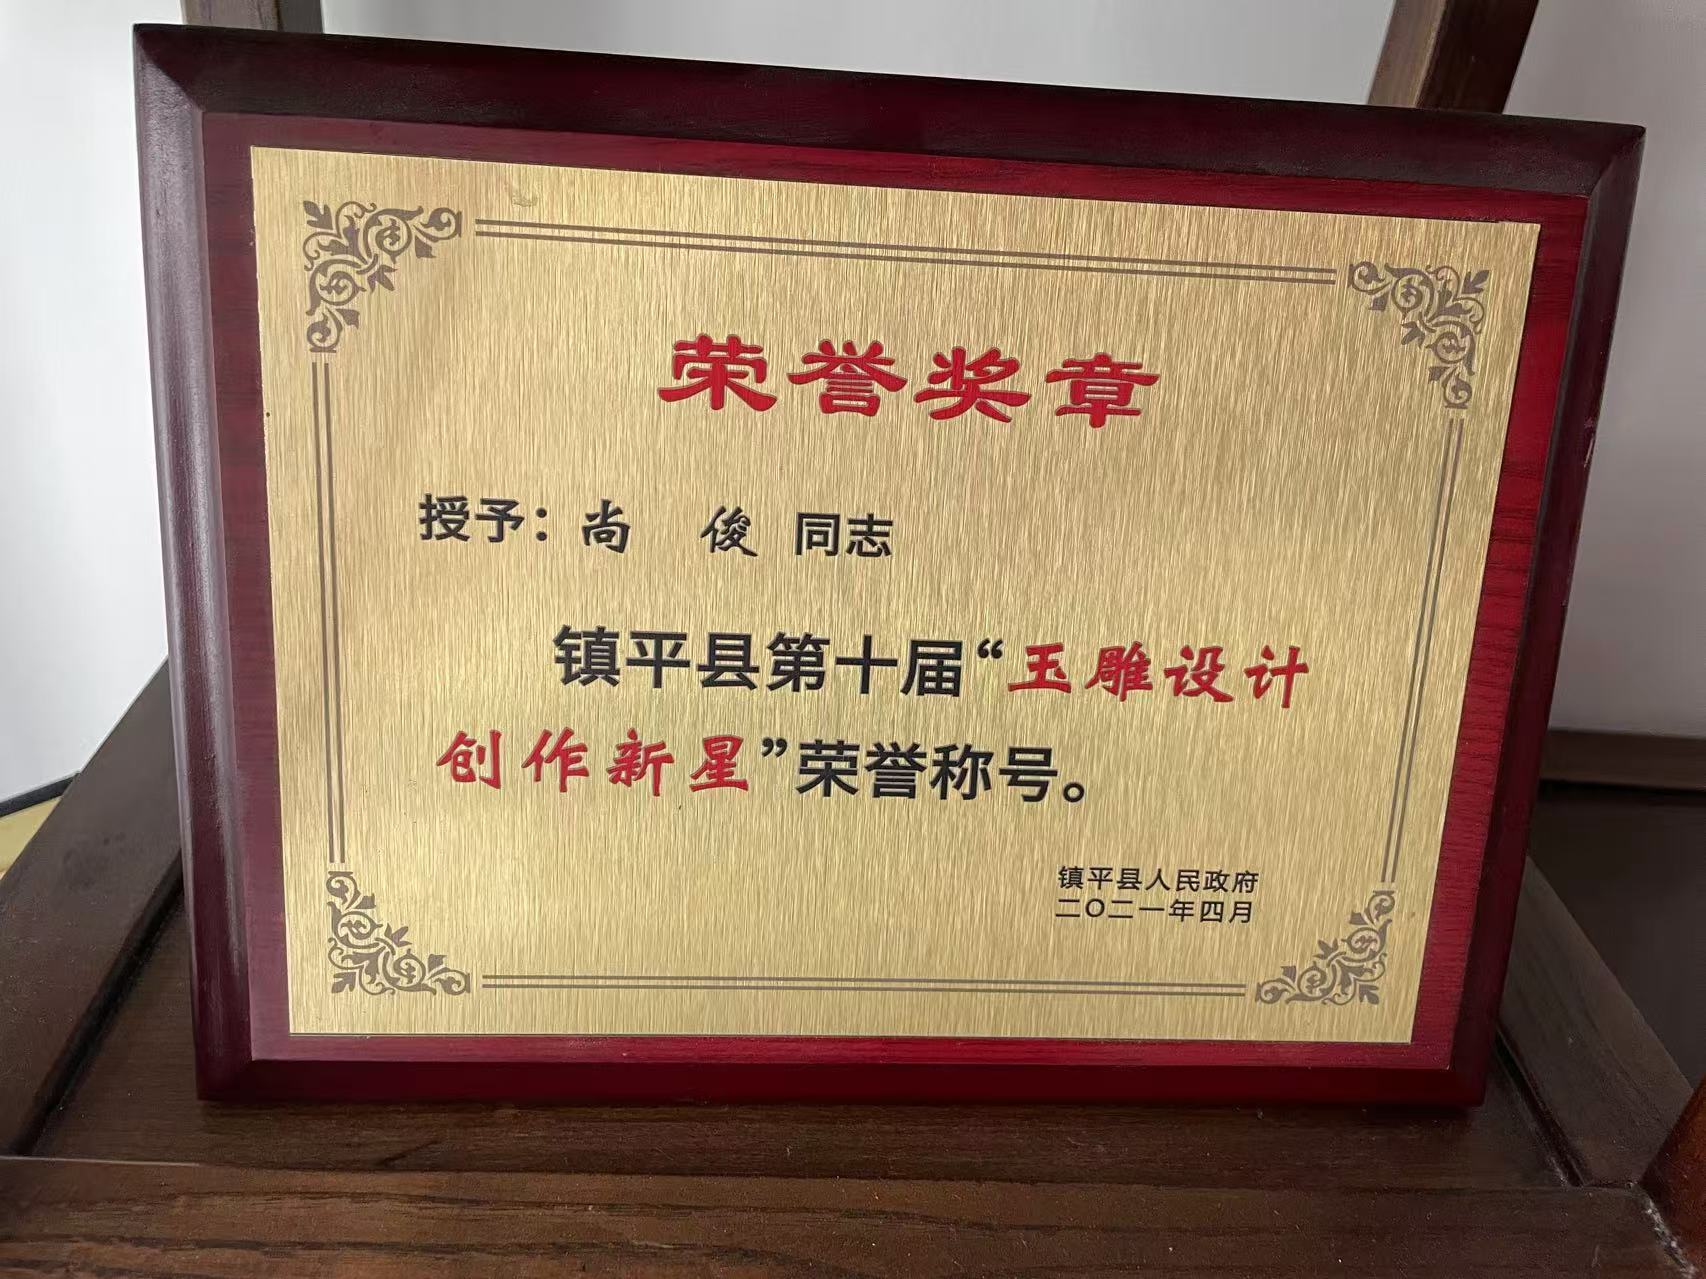 荣誉奖章
授予：尚 俊 同志
镇平县第十届“玉雕设计
创作新星”荣誉称号。
镇平县人民政府
二〇二一年四月